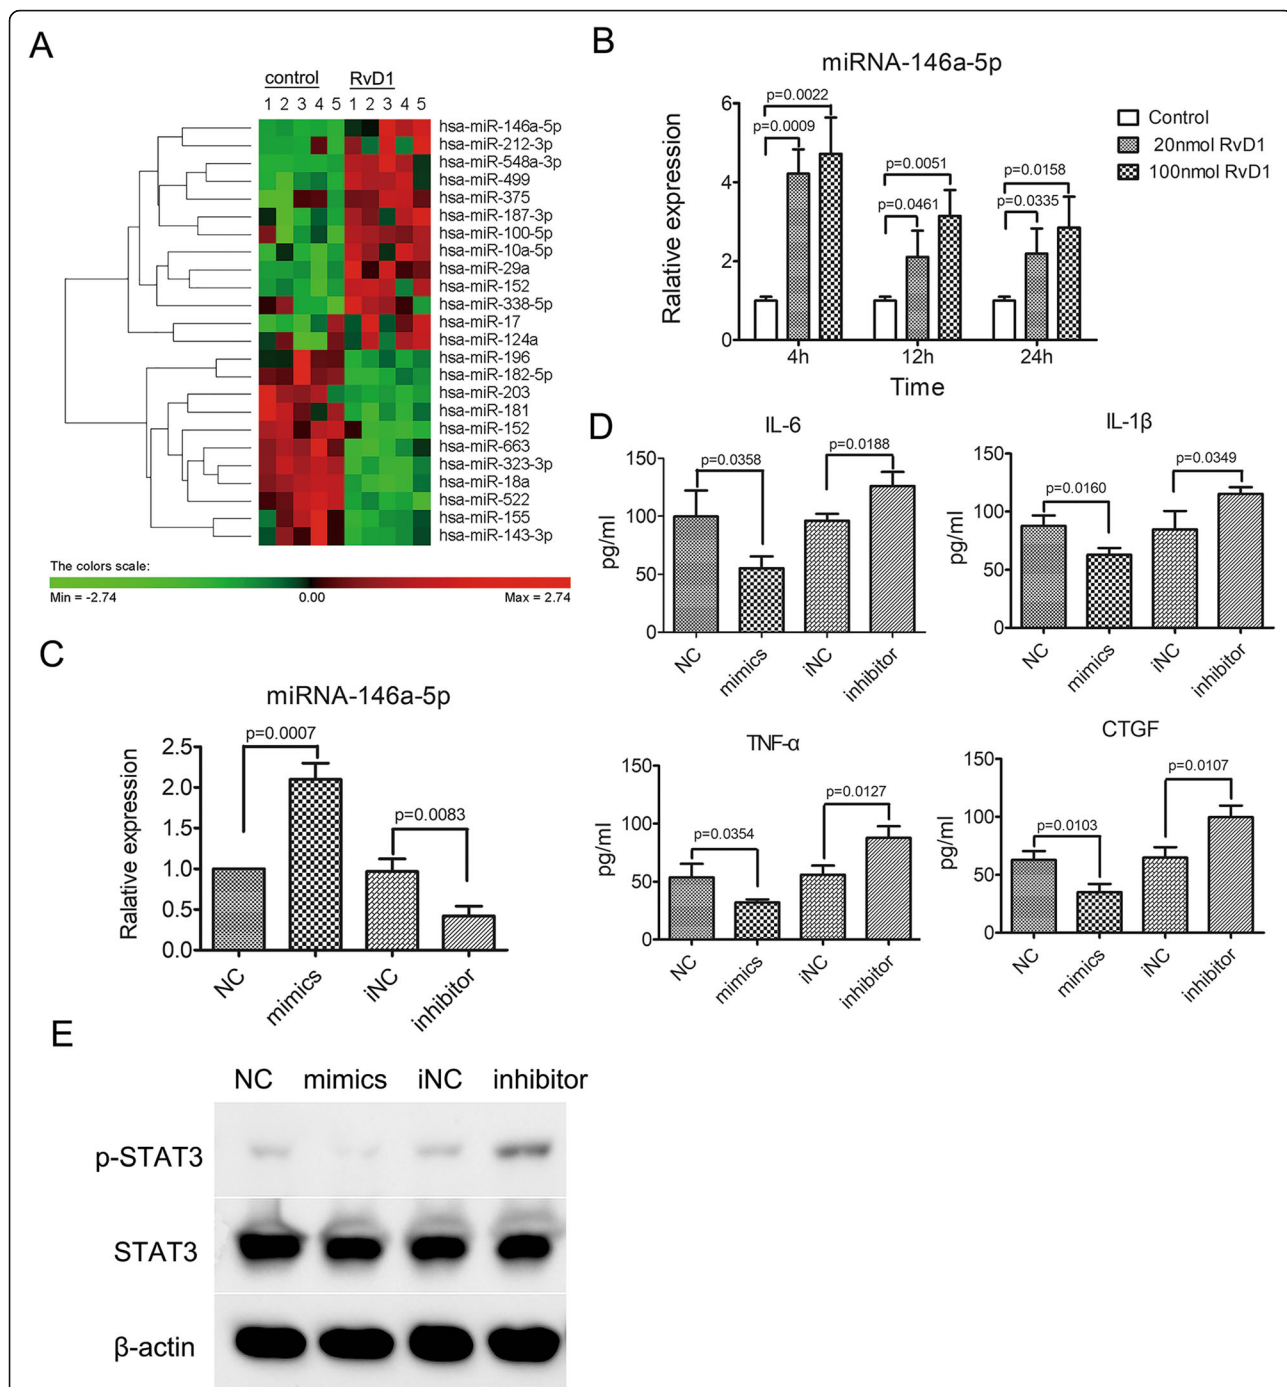 A
control RvD1
1 2 3 4 5 1 2 3 4 5
hsa-miR-146a-5p
hsa-miR-212-3p
hsa-miR-548a-3p
hsa-miR-499
hsa-miR-375
hsa-miR-187-3p
hsa-miR-100-5p
hsa-miR-10a-5p
hsa-miR-29a
hsa-miR-152
hsa-miR-338-5p
hsa-miR-17
hsa-miR-124a
hsa-miR-196
hsa-miR-182-5p
hsa-miR-203
hsa-miR-181
hsa-miR-152
hsa-miR-663
hsa-miR-323-3p
hsa-miR-18a
hsa-miR-522
hsa-miR-155
hsa-miR-143-3p
The colors scale:
Min = -2.74 0.00 Max = 2.74
B
miRNA-146a-5p
Ralative expression
6
4
2
0
p=0.0022
p=0.0009
p=0.0051
p=0.0461
p=0.0158
p=0.0335
4h 12h 24h
Time
Control
20nmol RvD1
100nmol RvD1
C
miRNA-146a-5p
Ralative expression
2.5
2.0
1.5
1.0
0.5
0.0
p=0.0007
p=0.0083
NC mimics iNC inhibitor
D
IL-6
pg/ml
150
100
50
0
p=0.0358
p=0.0188
NC mimics iNC inhibitor
IL-1β
pg/ml
150
100
50
0
p=0.0160
p=0.0349
NC mimics iNC inhibitor
TNF-α
pg/ml
150
100
50
0
p=0.0354
p=0.0127
NC mimics iNC inhibitor
CTGF
pg/ml
150
100
50
0
p=0.0103
p=0.0107
NC mimics iNC inhibitor
E
NC mimics iNC inhibitor
p-STAT3
STAT3
β-actin